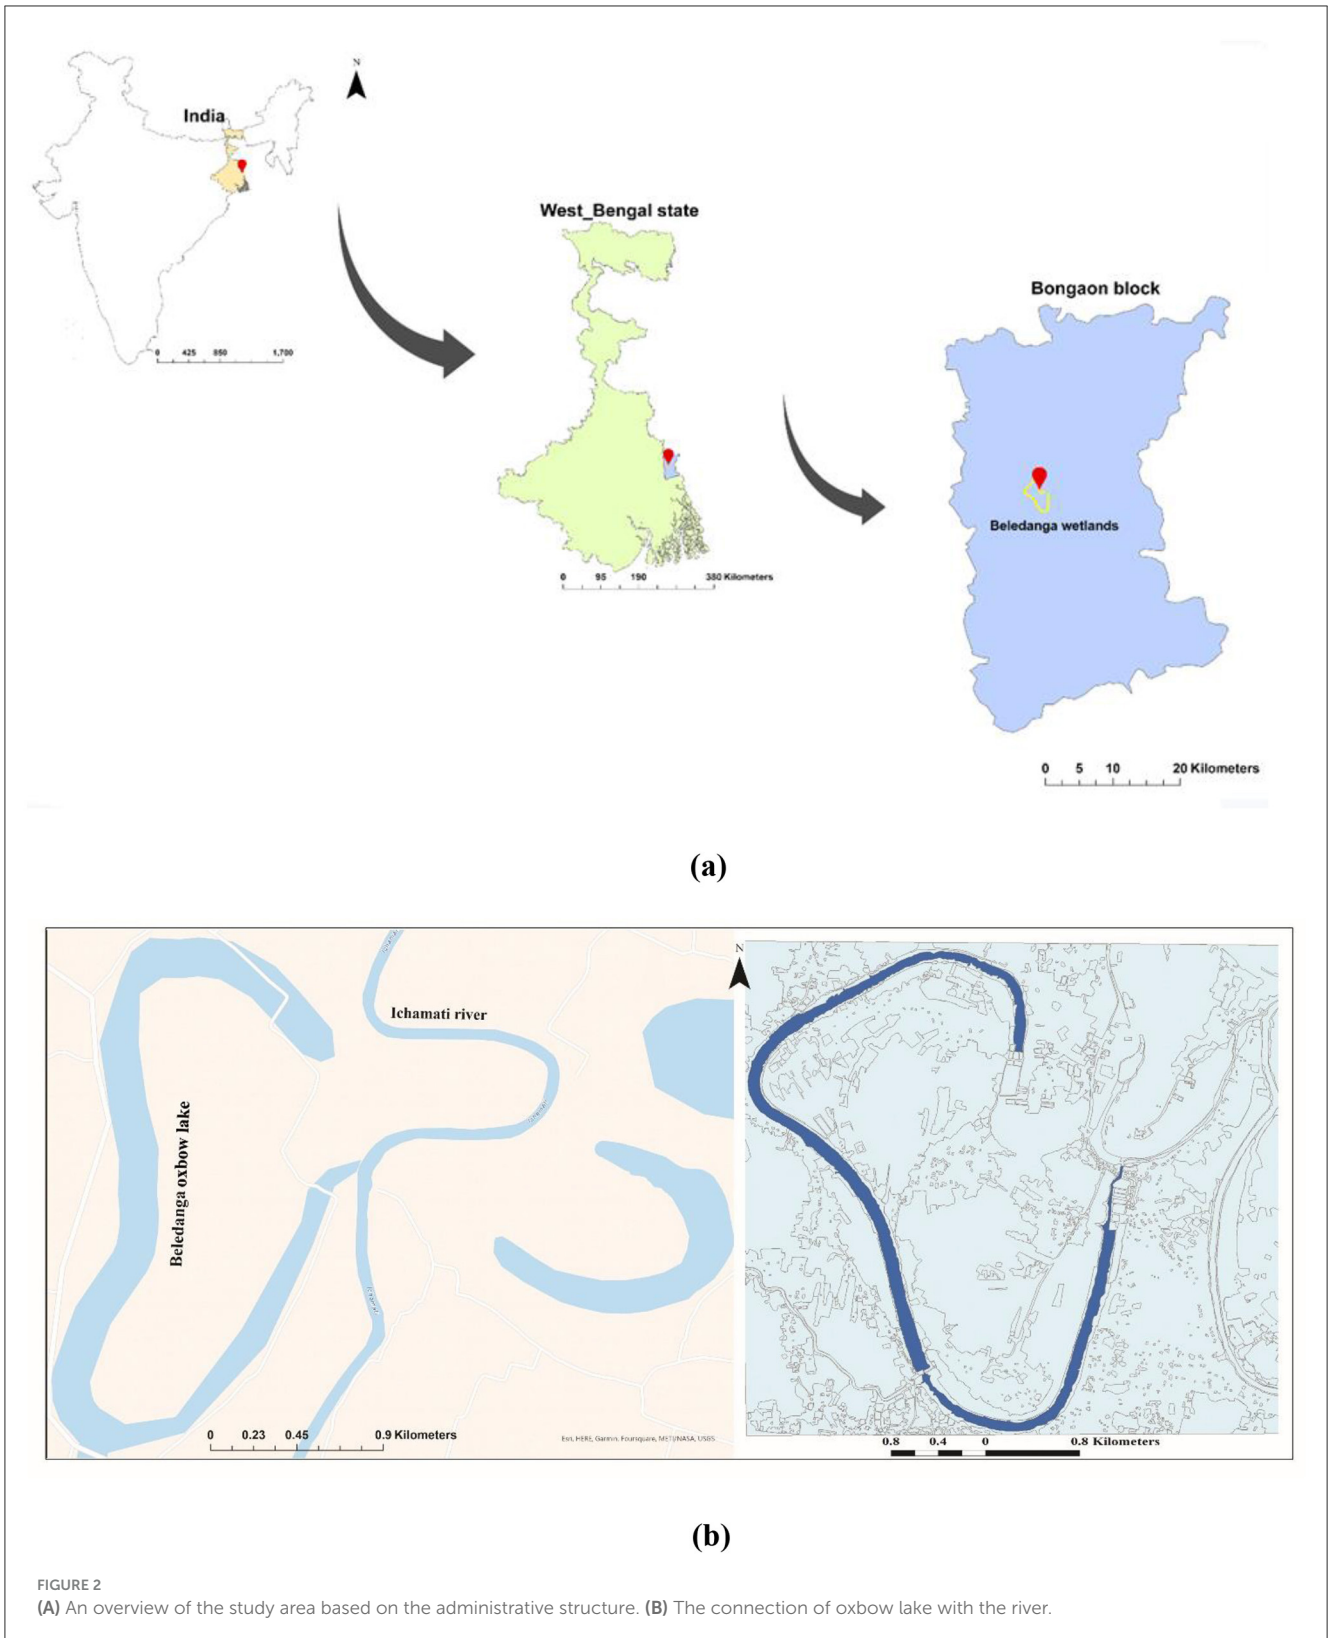 N
India
0 425 850 1,700
West_Bengal state
0 95 190 380 Kilometers
Bongaon block
Beledanga wetlands
0 5 10 20 Kilometers
(a)
Ichamati river
Beledanga oxbow lake
0 0.23 0.45 0.9 Kilometers
Esri, HERE, Garmin, Foursquare, METI/NASA, USGS
N
0.8 0.4 0 0.8 Kilometers
(b)
FIGURE 2
(A) An overview of the study area based on the administrative structure. (B) The connection of oxbow lake with the river.